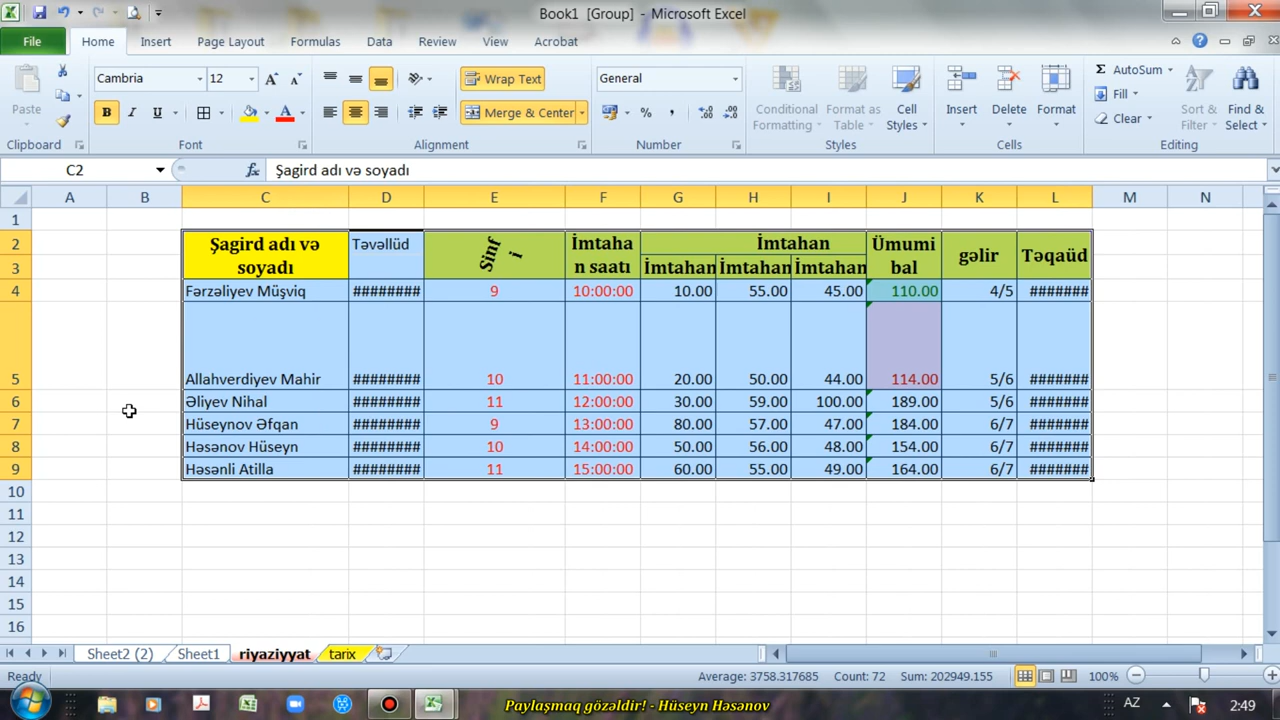 Book1 [Group] - Microsoft Excel
File Home Insert Page Layout Formulas Data Review View Acrobat
Paste
Cambria 12
B I U A
Wrap Text
Merge & Center
General
% ,
Conditional Formatting
Format as Table
Cell Styles
Insert Delete Format
AutoSum
Fill
Clear
Sort & Filter
Find & Select
Clipboard Font Alignment Number Styles Cells Editing
C2 fx Şagird adı və soyadı
A B C D E F G H I J K L M N
1
2 Şagird adı və Təvəllüd Sinfi İmtaha İmtahan Ümumi gəlir Təqaüd
3 soyadı n saatı İmtahan İmtahan İmtahan bal
4 Fərzəliyev Müşviq ######## 9 10:00:00 10.00 55.00 45.00 110.00 4/5 #######
5 Allahverdiyev Mahir ######## 10 11:00:00 20.00 50.00 44.00 114.00 5/6 #######
6 Əliyev Nihal ######## 11 12:00:00 30.00 59.00 100.00 189.00 5/6 #######
7 Hüseynov Əfqan ######## 9 13:00:00 80.00 57.00 47.00 184.00 6/7 #######
8 Həsənov Hüseyn ######## 10 14:00:00 50.00 56.00 48.00 154.00 6/7 #######
9 Həsənli Atilla ######## 11 15:00:00 60.00 55.00 49.00 164.00 6/7 #######
10
11
12
13
14
15
16
Sheet2 (2) Sheet1 riyaziyyat tarix
Ready Average: 3758.317685 Count: 72 Sum: 202949.155 100%
Paylaşmaq gözəldir! - Hüseyn Həsənov AZ 2:49